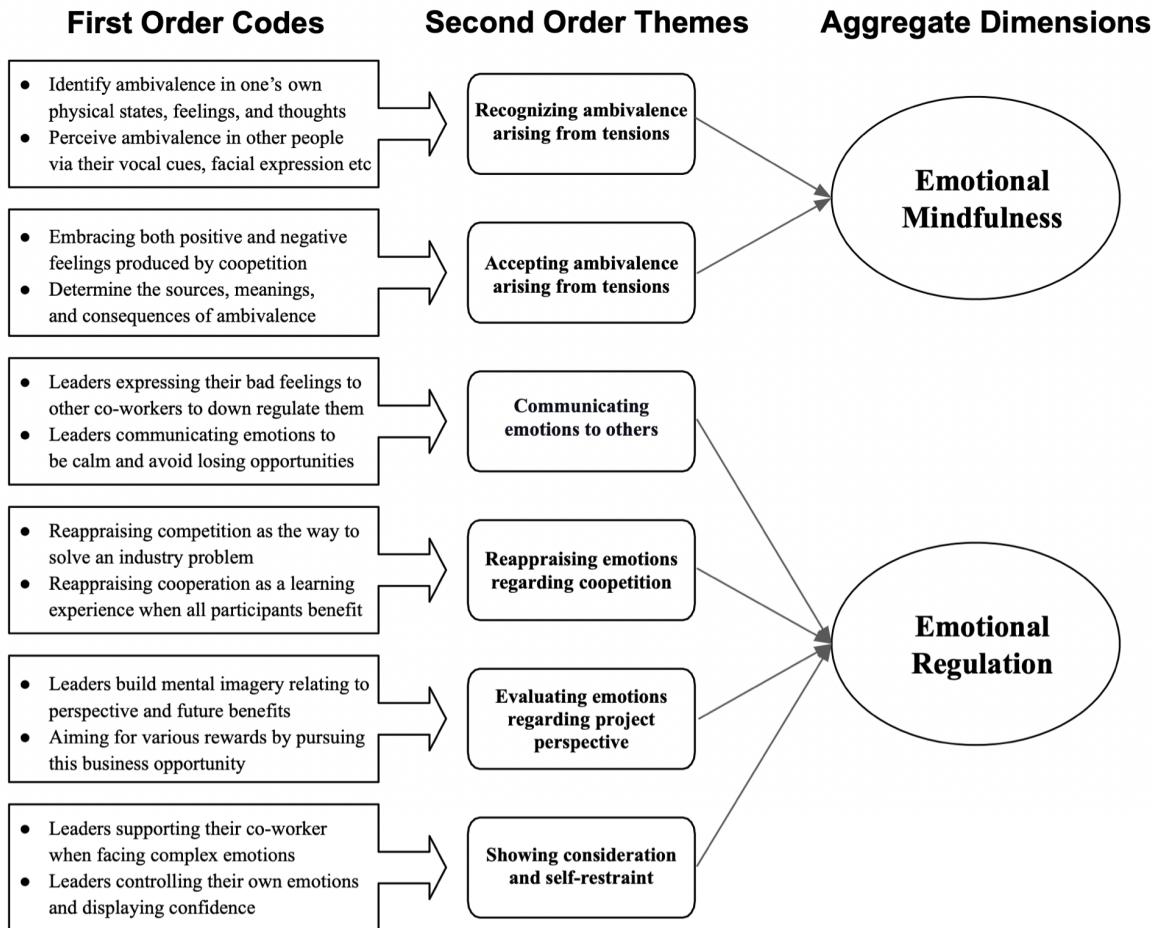 First Order Codes
Second Order Themes
Aggregate Dimensions
● Identify ambivalence in one’s own
physical states, feelings, and thoughts
● Perceive ambivalence in other people
via their vocal cues, facial expression etc
Recognizing ambivalence
arising from tensions
● Embracing both positive and negative
feelings produced by coopetition
● Determine the sources, meanings,
and consequences of ambivalence
Accepting ambivalence
arising from tensions
Emotional
Mindfulness
● Leaders expressing their bad feelings to
other co-workers to down regulate them
● Leaders communicating emotions to
be calm and avoid losing opportunities
Communicating
emotions to others
● Reappraising competition as the way to
solve an industry problem
● Reappraising cooperation as a learning
experience when all participants benefit
Reappraising emotions
regarding coopetition
● Leaders build mental imagery relating to
perspective and future benefits
● Aiming for various rewards by pursuing
this business opportunity
Evaluating emotions
regarding project
perspective
● Leaders supporting their co-worker
when facing complex emotions
● Leaders controlling their own emotions
and displaying confidence
Showing consideration
and self-restraint
Emotional
Regulation